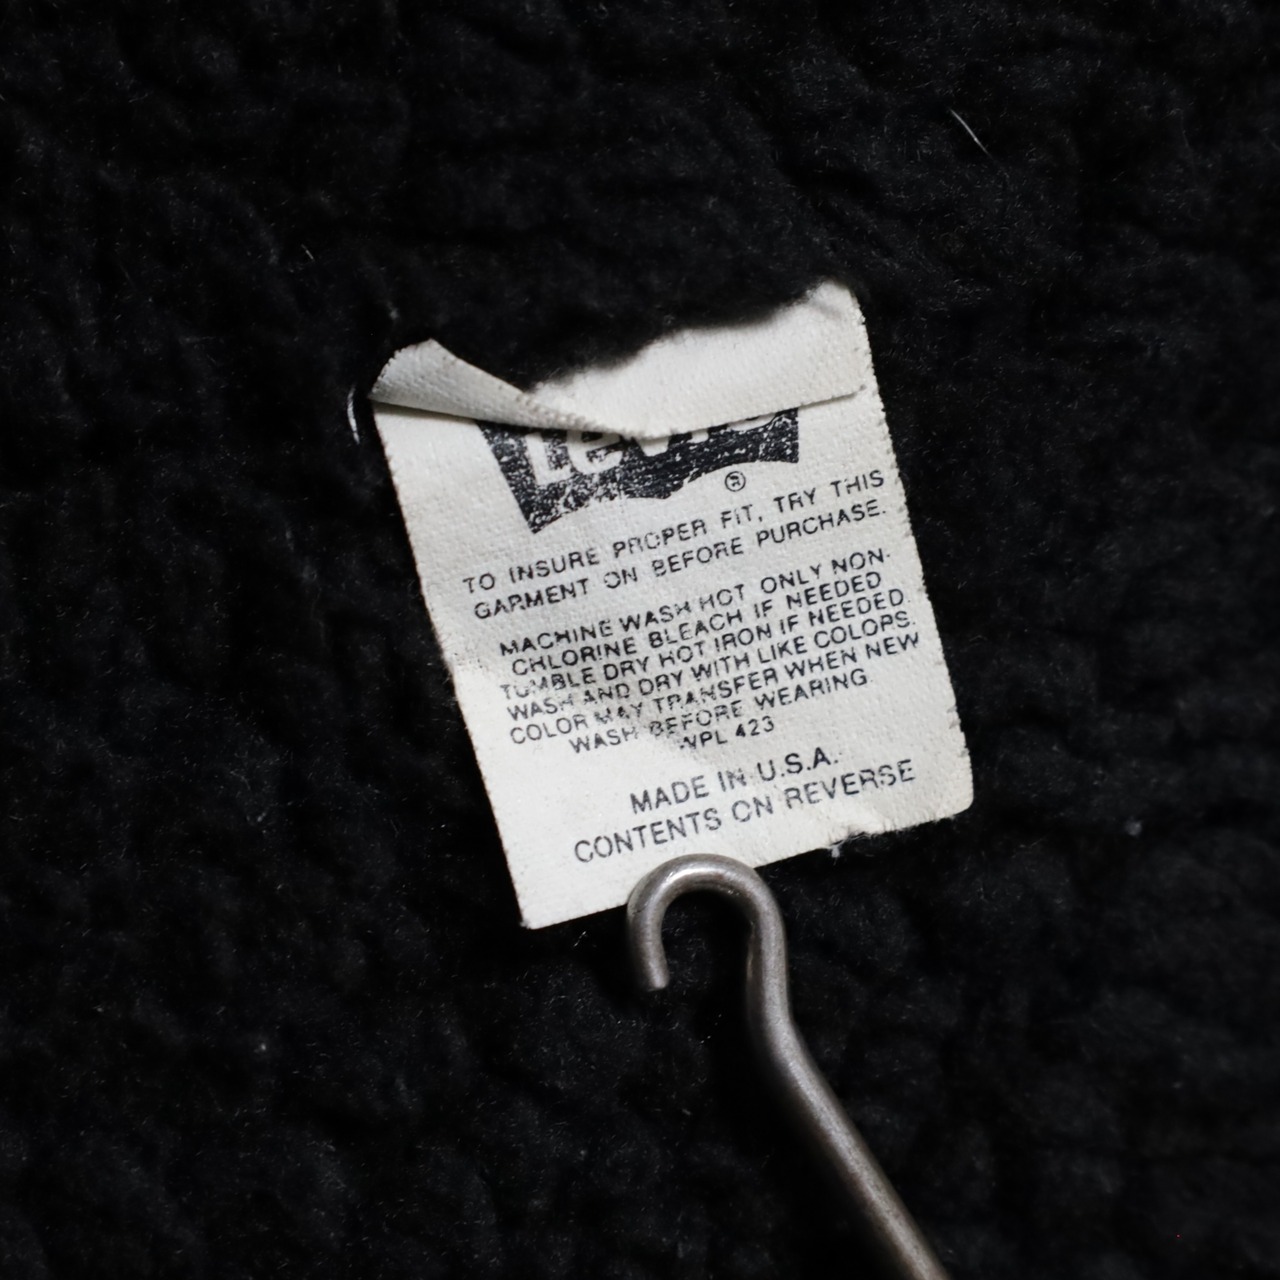 Levi's
®
TO INSURE PROPER FIT, TRY THIS
GARMENT ON BEFORE PURCHASE.
MACHINE WASH HOT ONLY NON-
CHLORINE BLEACH IF NEEDED
TUMBLE DRY HOT IRON IF NEEDED
WASH AND DRY WITH LIKE COLORS.
COLOR MAY TRANSFER WHEN NEW
WASH BEFORE WEARING
WPL 423
MADE IN U.S.A.
CONTENTS ON REVERSE